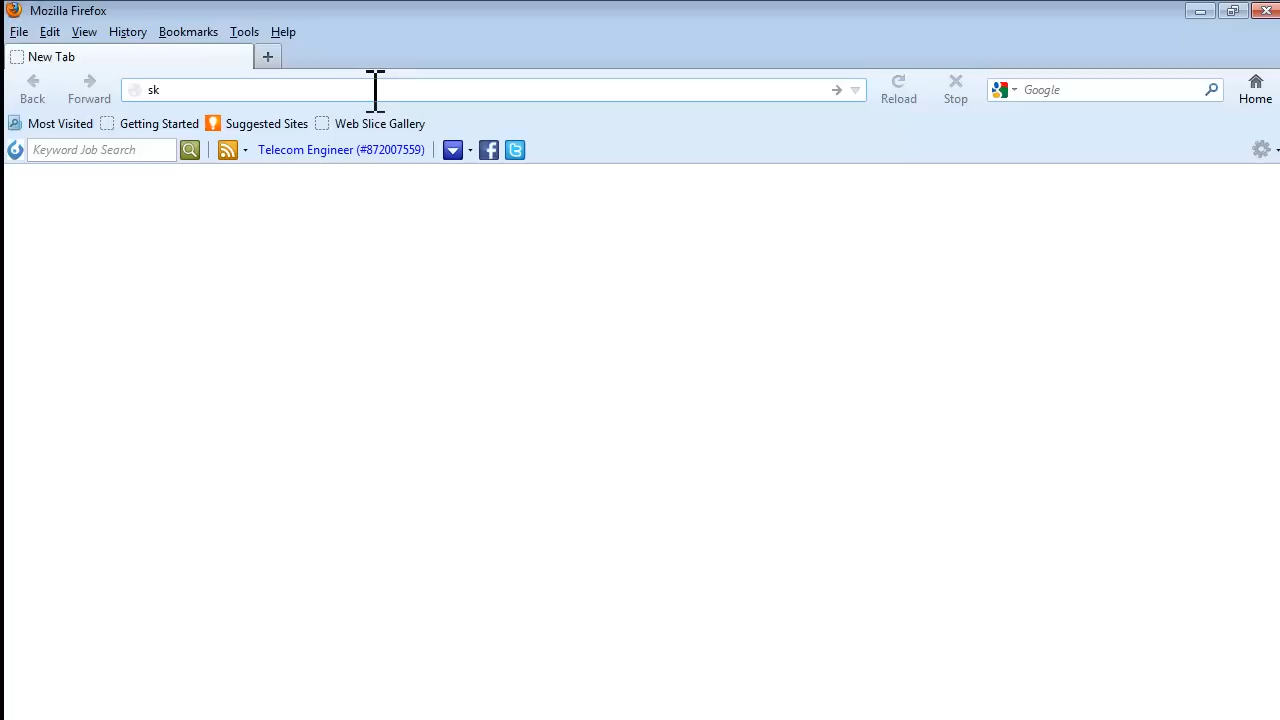 Mozilla Firefox
File Edit View History Bookmarks Tools Help
New Tab
sk
Google
Back Forward Reload Stop Home
Most Visited Getting Started Suggested Sites Web Slice Gallery
Keyword Job Search Telecom Engineer (#872007559)